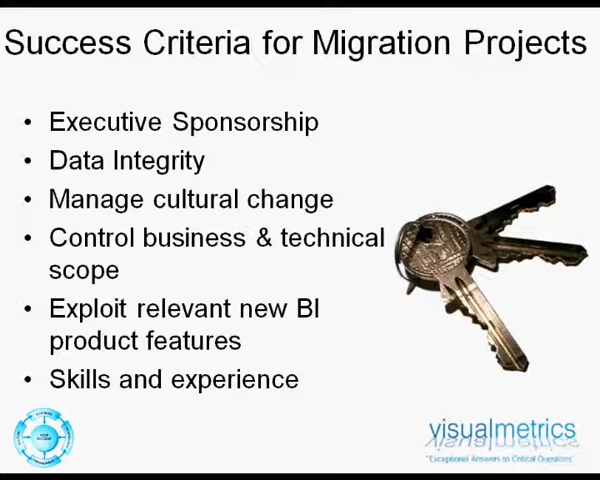 Success Criteria for Migration Projects
• Executive Sponsorship
• Data Integrity
• Manage cultural change
• Control business & technical
scope
• Exploit relevant new BI
product features
• Skills and experience
visualmetrics
"Exceptional Answers to Critical Questions"